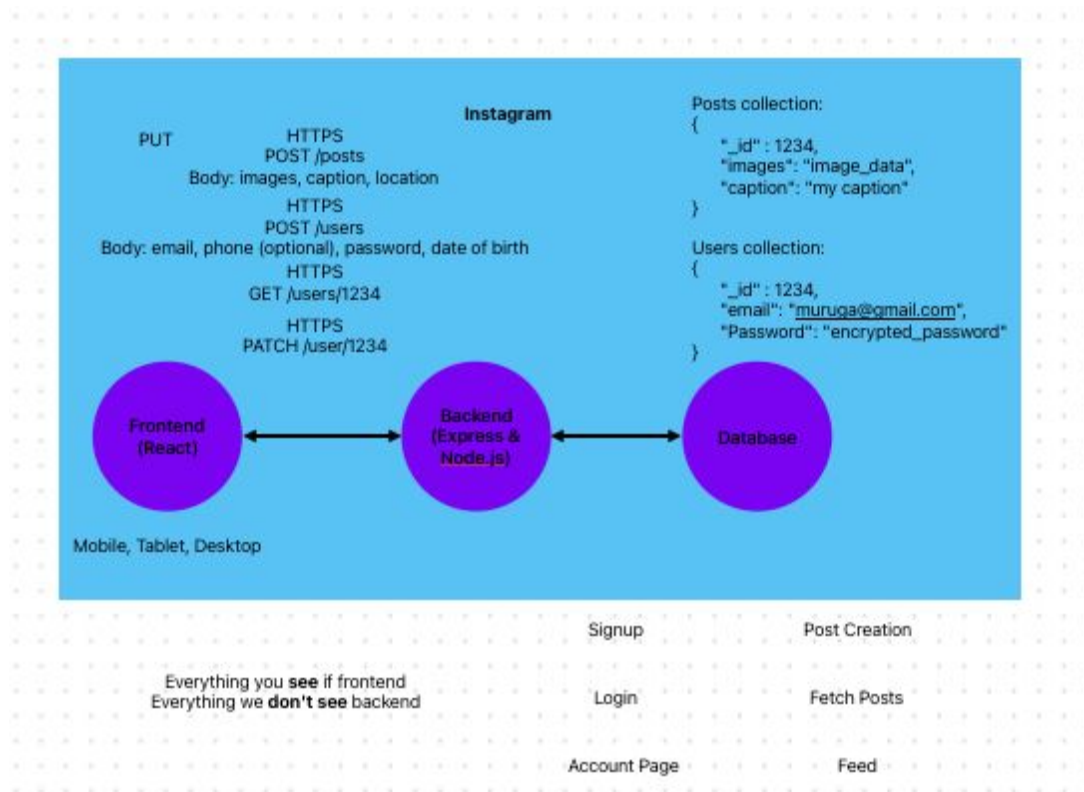 Instagram
PUT
HTTPS
POST /posts
Body: images, caption, location
HTTPS
POST /users
Body: email, phone (optional), password, date of birth
HTTPS
GET /users/1234
HTTPS
PATCH /user/1234
Posts collection:
{
"_id" : 1234,
"images": "image_data",
"caption": "my caption"
}
Users collection:
{
"_id" : 1234,
"email": "muruga@gmail.com",
"Password": "encrypted_password"
}
Frontend
(React)
Backend
(Express &
Node.js)
Database
Mobile, Tablet, Desktop
Everything you see if frontend
Everything we don't see backend
Signup
Post Creation
Login
Fetch Posts
Account Page
Feed